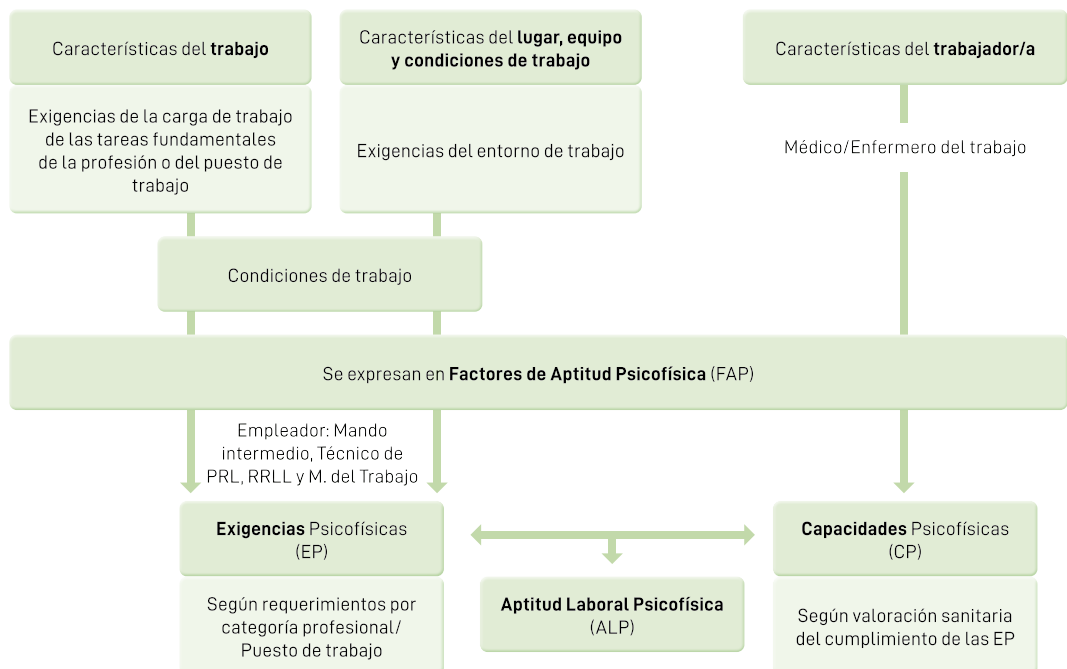 Características del trabajo
Características del lugar, equipo
y condiciones de trabajo
Características del trabajador/a
Exigencias de la carga de trabajo
de las tareas fundamentales
de la profesión o del puesto de
trabajo
Exigencias del entorno de trabajo
Médico/Enfermero del trabajo
Condiciones de trabajo
Se expresan en Factores de Aptitud Psicofísica (FAP)
Empleador: Mando
intermedio, Técnico de
PRL, RRLL y M. del Trabajo
Exigencias Psicofísicas
(EP)
Capacidades Psicofísicas
(CP)
Aptitud Laboral Psicofísica
(ALP)
Según requerimientos por
categoría profesional/
Puesto de trabajo
Según valoración sanitaria
del cumplimiento de las EP